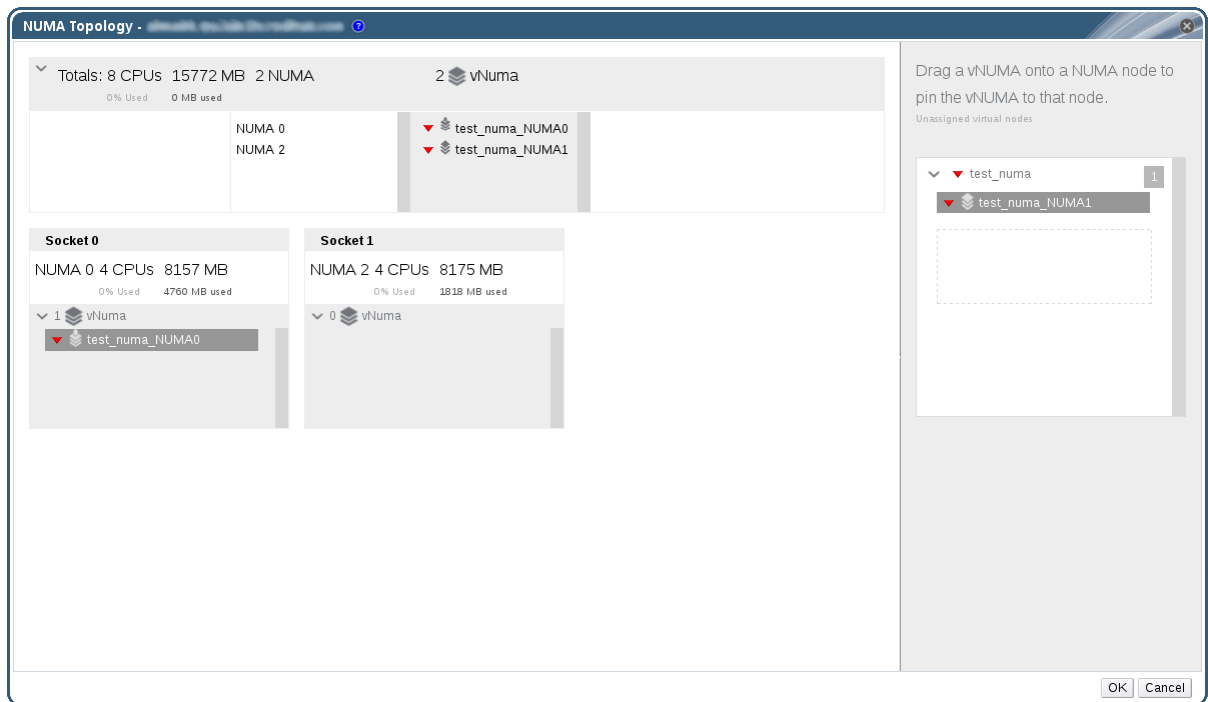 NUMA Topology -
Totals: 8 CPUs 15772 MB 2 NUMA 2 vNuma
0% Used 0 MB used
NUMA 0 test_numa_NUMA0
NUMA 2 test_numa_NUMA1
Socket 0
NUMA 0 4 CPUs 8157 MB
0% Used 4760 MB used
1 vNuma
test_numa_NUMA0
Socket 1
NUMA 2 4 CPUs 8175 MB
0% Used 1818 MB used
0 vNuma
Drag a vNUMA onto a NUMA node to
pin the vNUMA to that node.
Unassigned virtual nodes
test_numa 1
test_numa_NUMA1
OK Cancel